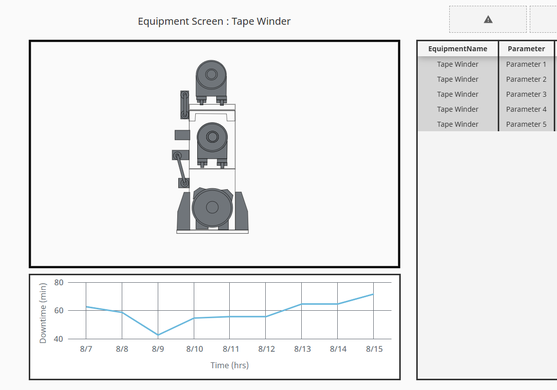 Equipment Screen : Tape Winder
EquipmentName Parameter
Tape Winder Parameter 1
Tape Winder Parameter 2
Tape Winder Parameter 3
Tape Winder Parameter 4
Tape Winder Parameter 5
Downtime (min)
80
60
40
8/7 8/8 8/9 8/10 8/11 8/12 8/13 8/14 8/15
Time (hrs)